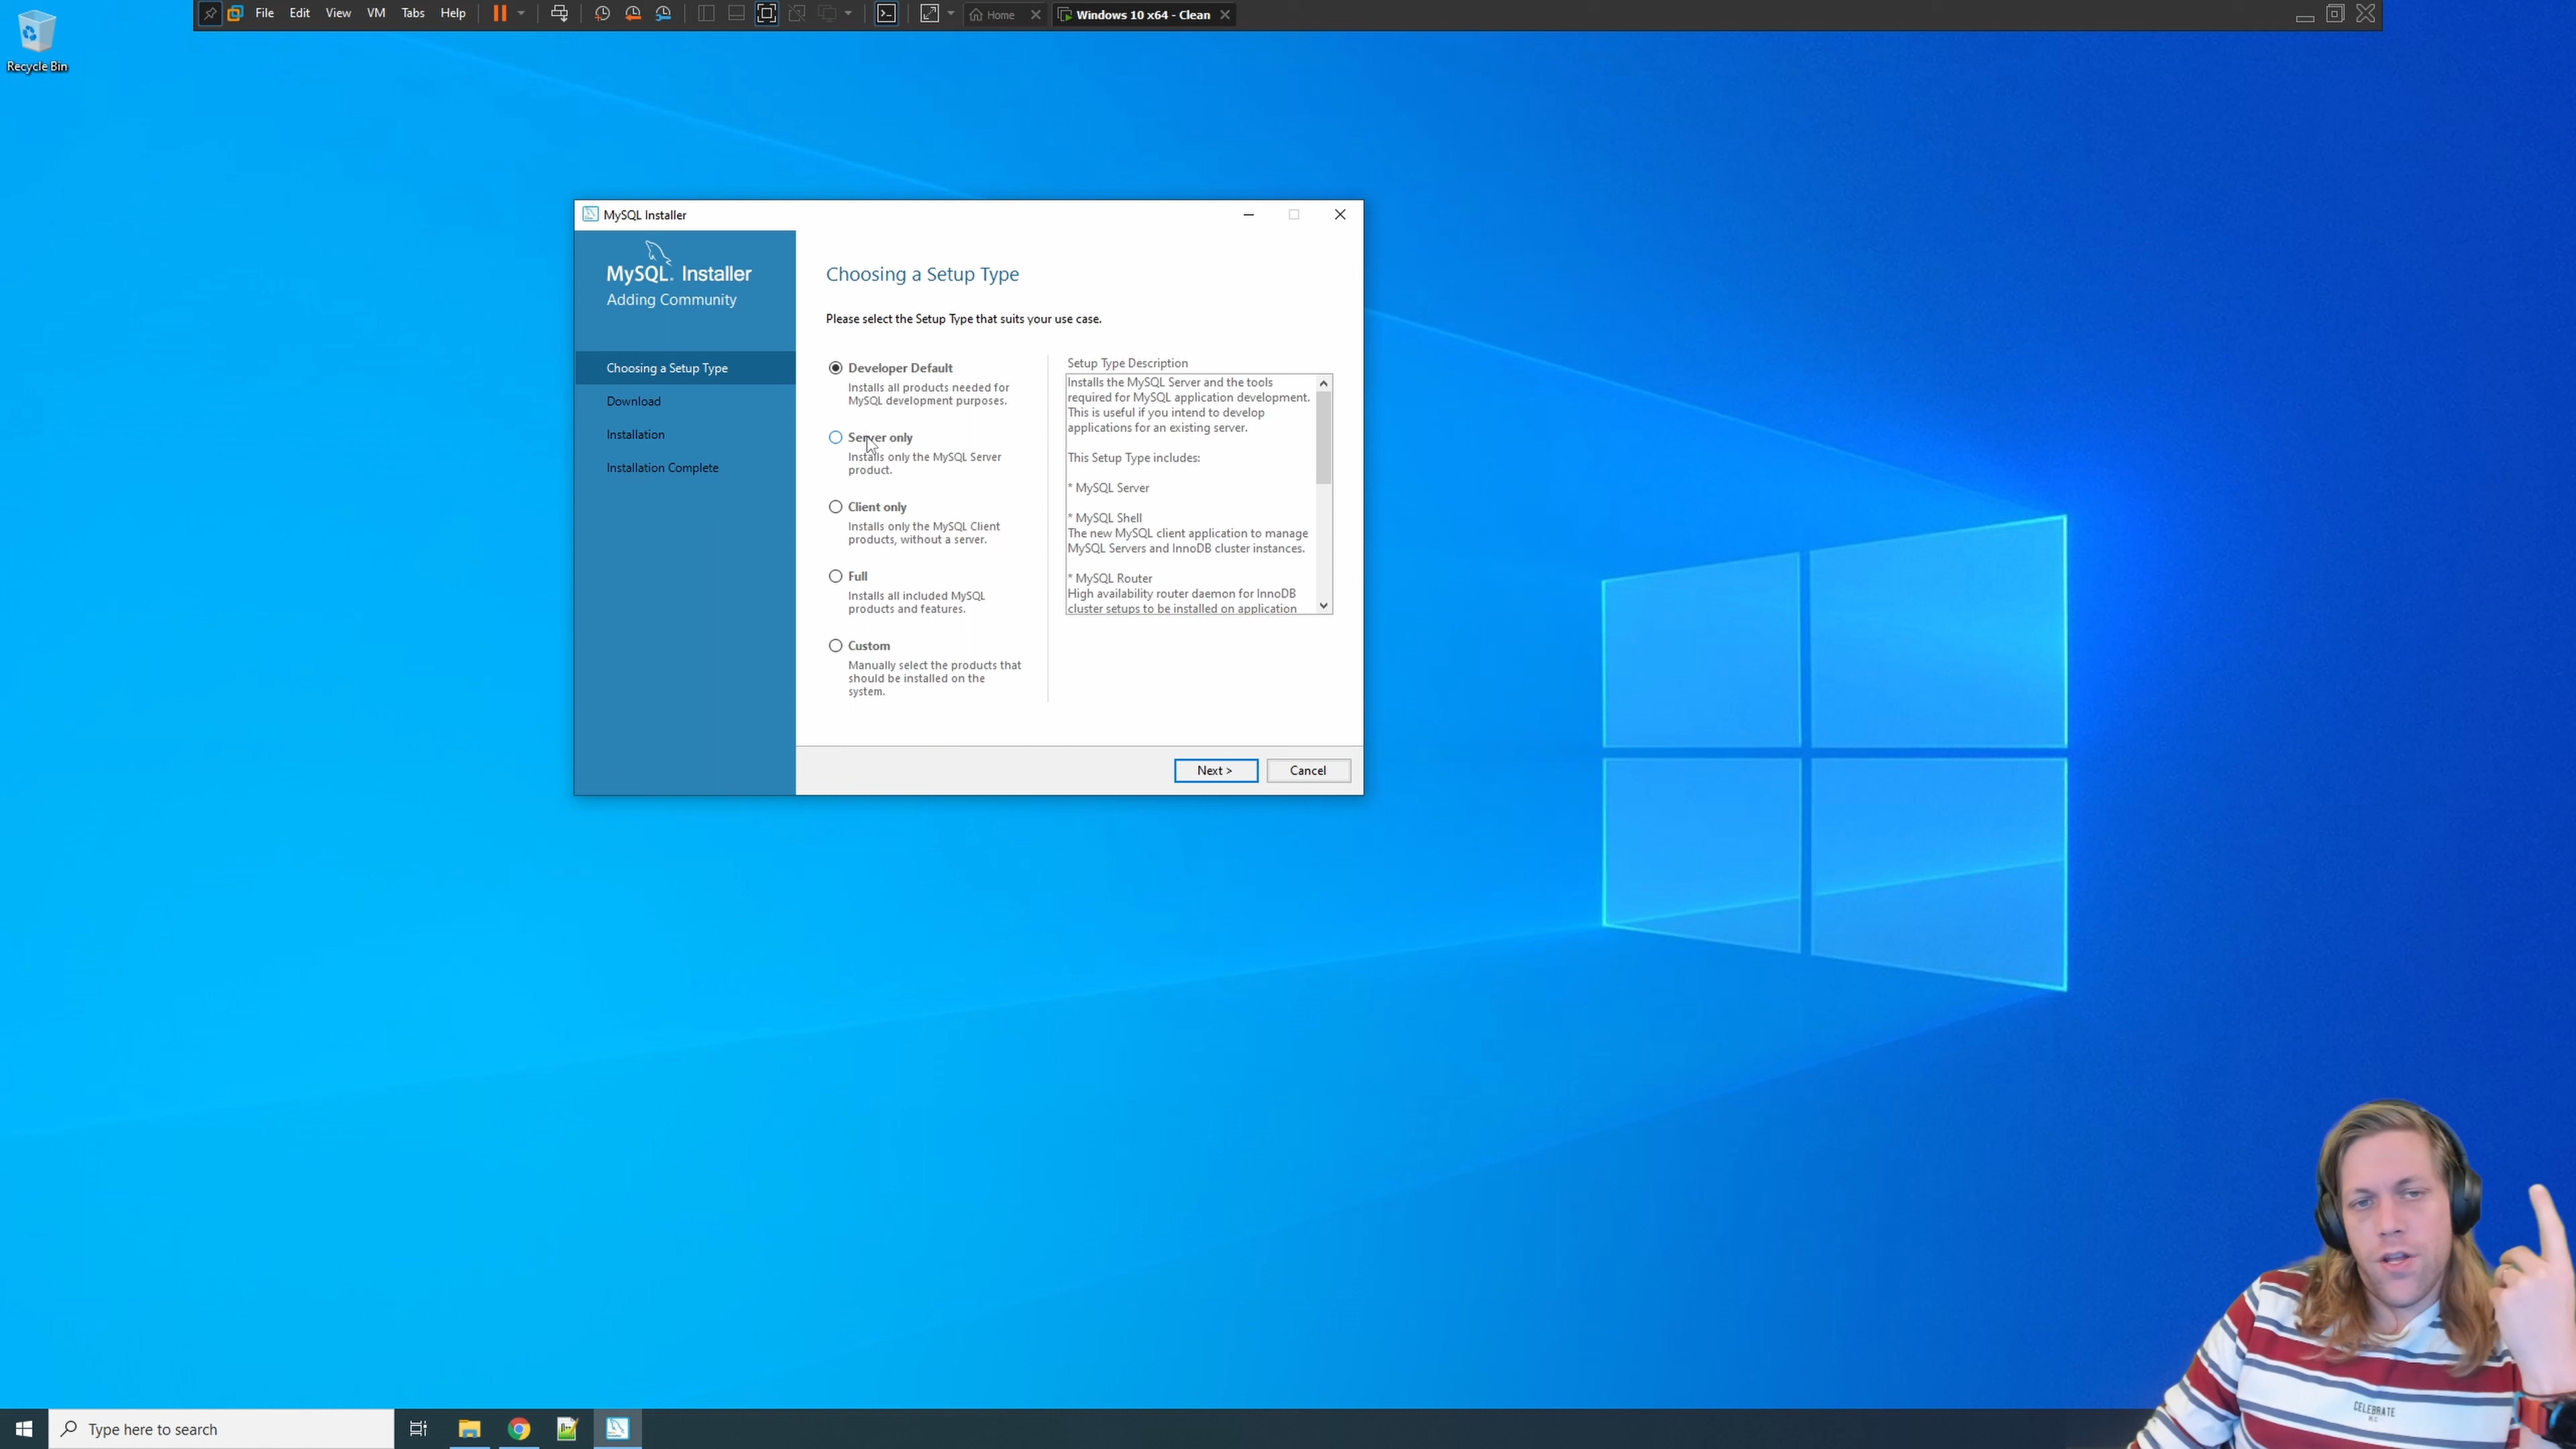 File Edit View VM Tabs Help Home Windows 10 x64 - Clean
Recycle Bin
MySQL Installer
MySQL. Installer
Adding Community
Choosing a Setup Type
Download
Installation
Installation Complete
Choosing a Setup Type
Please select the Setup Type that suits your use case.
Developer Default
Installs all products needed for
MySQL development purposes.
Server only
Installs only the MySQL Server
product.
Client only
Installs only the MySQL Client
products, without a server.
Full
Installs all included MySQL
products and features.
Custom
Manually select the products that
should be installed on the
system.
Setup Type Description
Installs the MySQL Server and the tools
required for MySQL application development.
This is useful if you intend to develop
applications for an existing server.
This Setup Type includes:
* MySQL Server
* MySQL Shell
The new MySQL client application to manage
MySQL Servers and InnoDB cluster instances.
* MySQL Router
High availability router daemon for InnoDB
cluster setups to be installed on application
Next >
Cancel
CELEBRATE
Type here to search